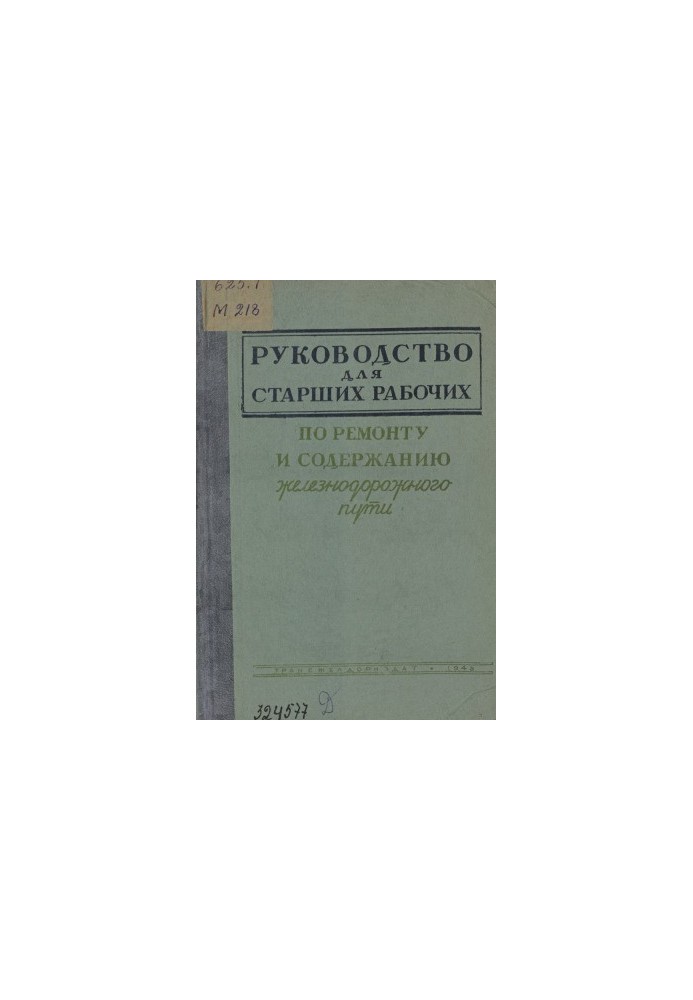 625.1
М 218
РУКОВОДСТВО
ДЛЯ
СТАРШИХ РАБОЧИХ
ПО РЕМОНТУ
И СОДЕРЖАНИЮ
железнодорожного
пути
ТРАНСЖЕЛДОРИЗДАТ
324577 Д